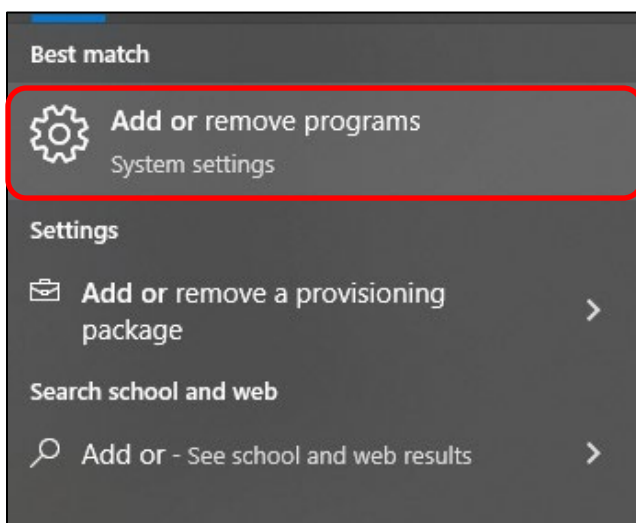 Best match
Add or remove programs
System settings
Settings
Add or remove a provisioning
package
Search school and web
Add or - See school and web results